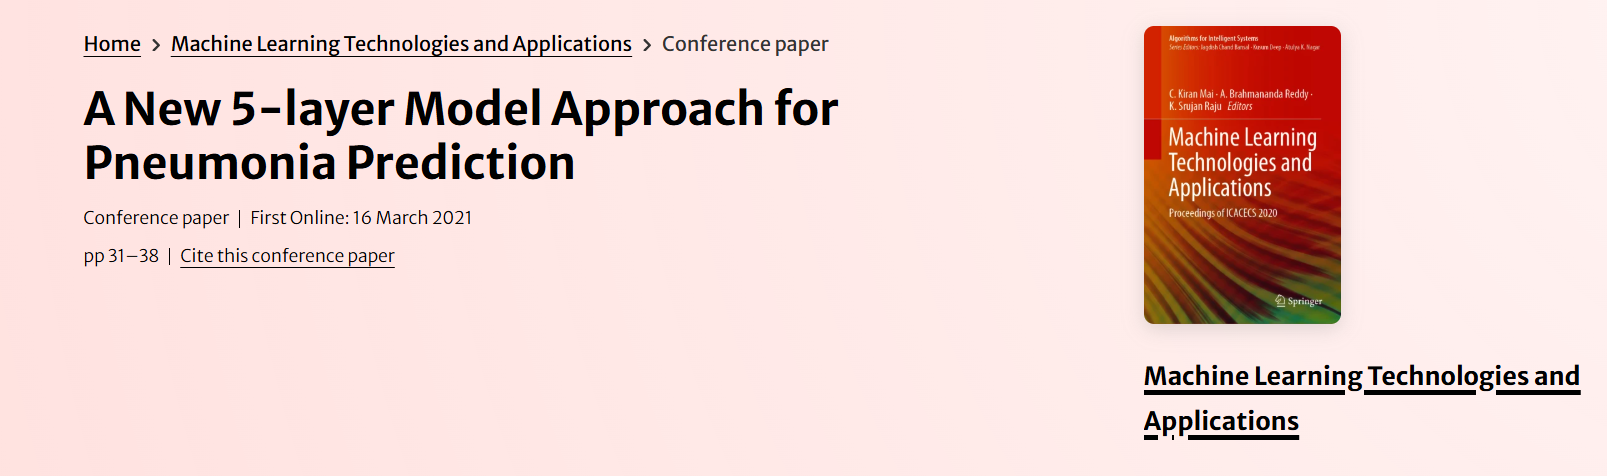 Home > Machine Learning Technologies and Applications > Conference paper
A New 5-layer Model Approach for
Pneumonia Prediction
Conference paper | First Online: 16 March 2021
pp 31–38 | Cite this conference paper
Algorithms for Intelligent Systems
Series Editors: Jagdish Chand Bansal · Kusum Deep · Atulya K. Nagar
C. Kiran Mai · A. Brahmananda Reddy ·
K. Srujan Raju Editors
Machine Learning
Technologies and
Applications
Proceedings of ICACECS 2020
Springer
Machine Learning Technologies and
Applications